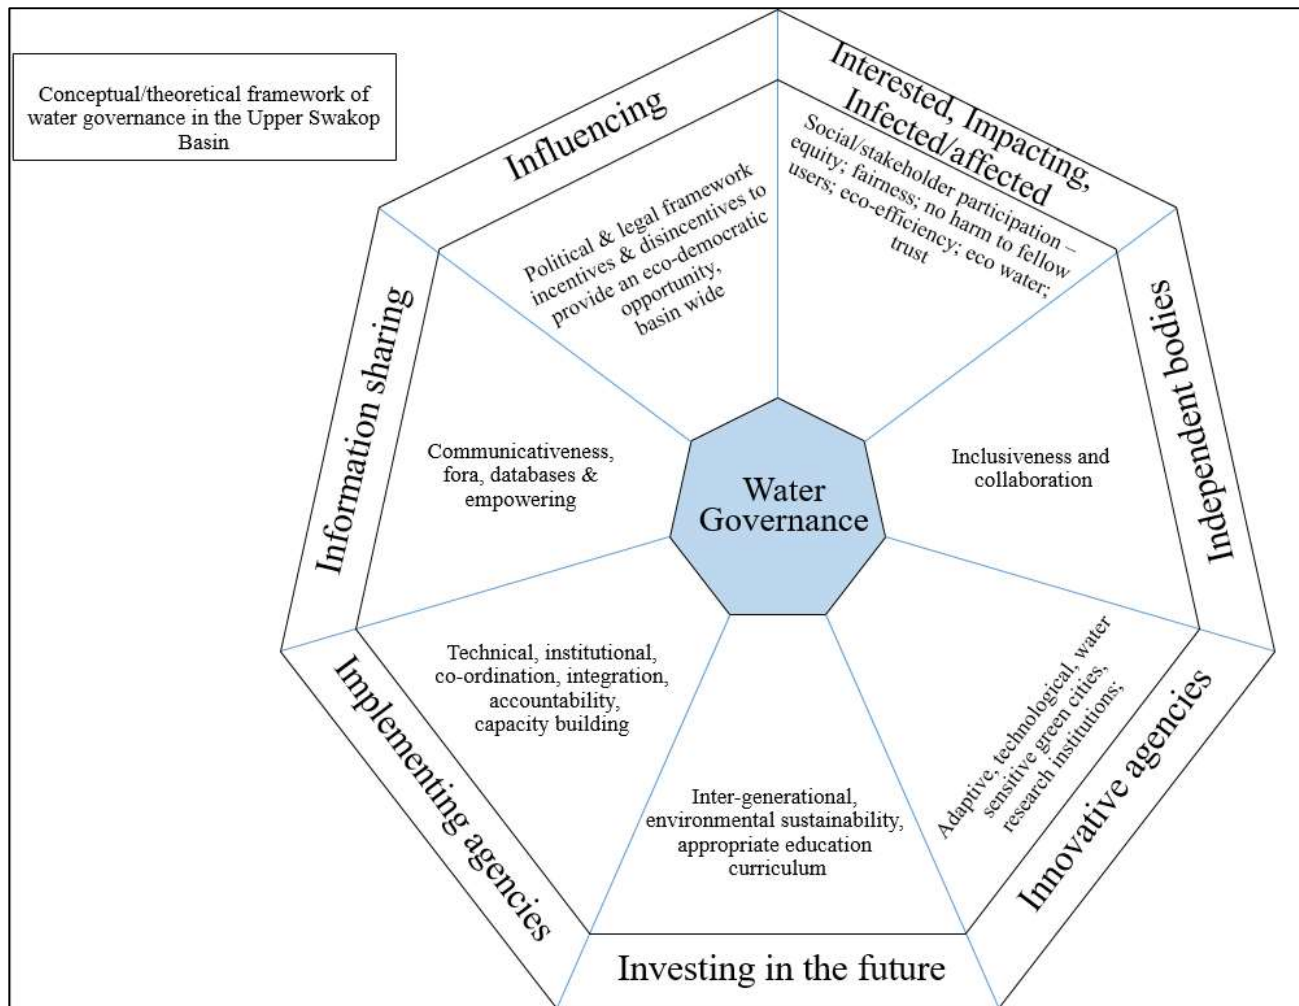 Conceptual/theoretical framework of
water governance in the Upper Swakop
Basin
Influencing
Political & legal framework
incentives & disincentives to
provide an eco-democratic
opportunity,
basin wide
Interested, Impacting,
Infected/affected
Social/stakeholder participation –
equity; fairness; no harm to fellow
users; eco-efficiency; eco water;
trust
Independent bodies
Inclusiveness and
collaboration
Innovative agencies
Adaptive, technological, water
sensitive green cities,
research institutions;
Investing in the future
Inter-generational,
environmental sustainability,
appropriate education
curriculum
Implementing agencies
Technical, institutional,
co-ordination, integration,
accountability,
capacity building
Information sharing
Communicativeness,
fora, databases &
empowering
Water
Governance